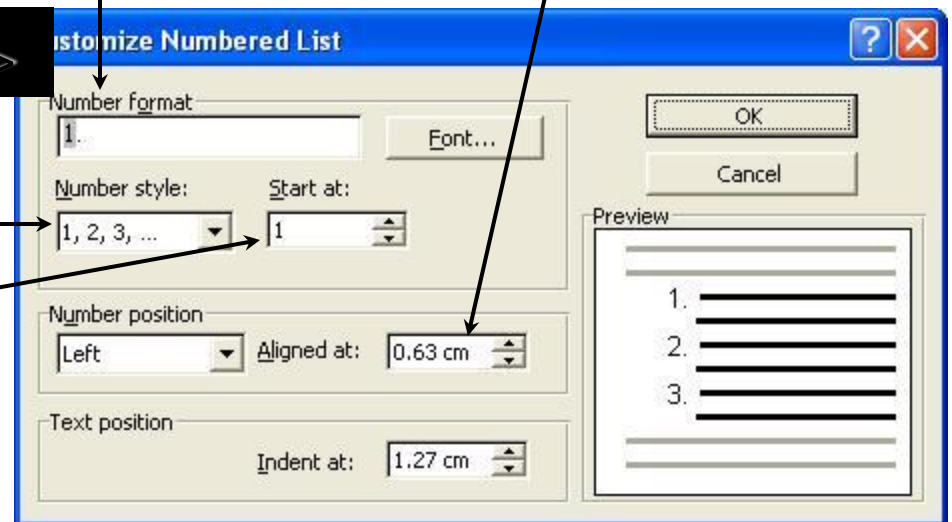 ustomize Numbered List
>
Number format
1.
Font...
OK
Number style:
Start at:
Cancel
1, 2, 3, ...
1
Preview
1.
2.
3.
Number position
Left
Aligned at:
0.63 cm
Text position
Indent at:
1.27 cm